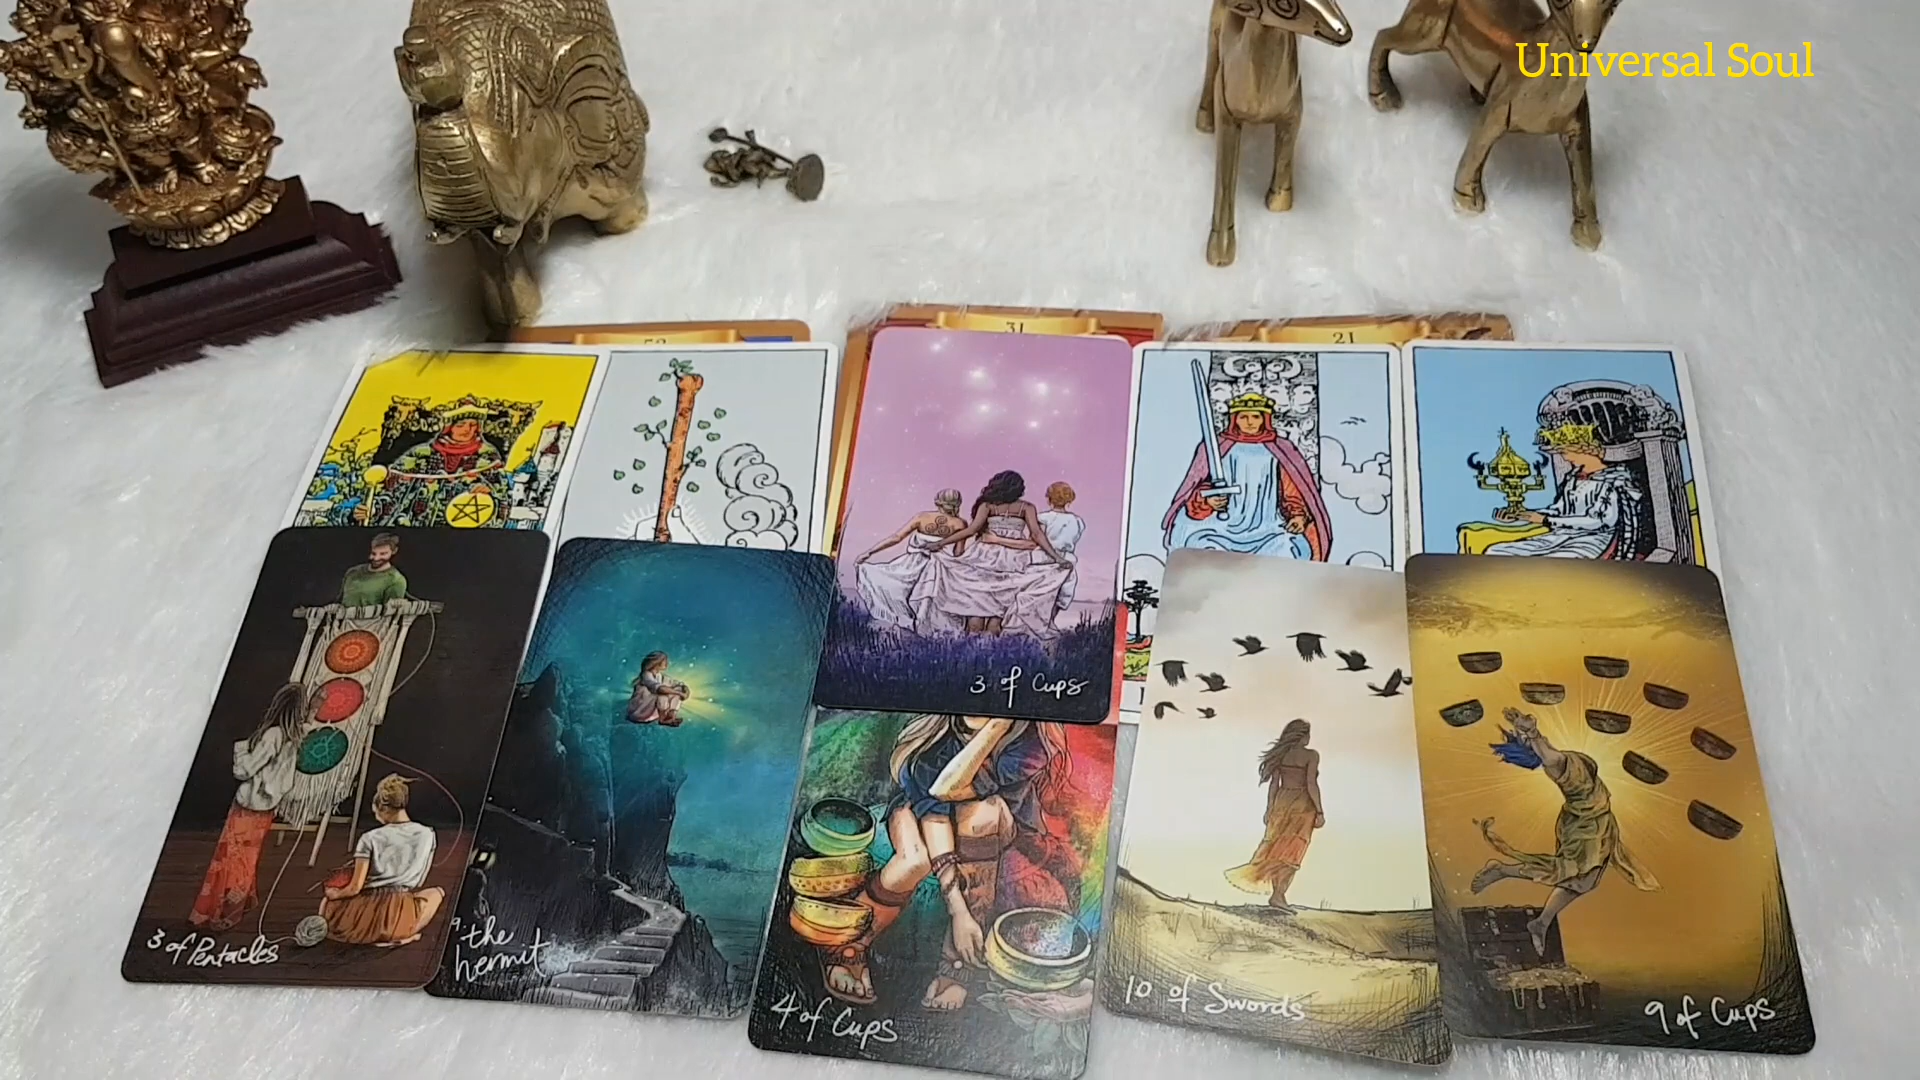 Universal Soul
31
21
3 of Cups
3 of Pentacles
9
the
hermit
4 of Cups
10 of Swords
9 of Cups